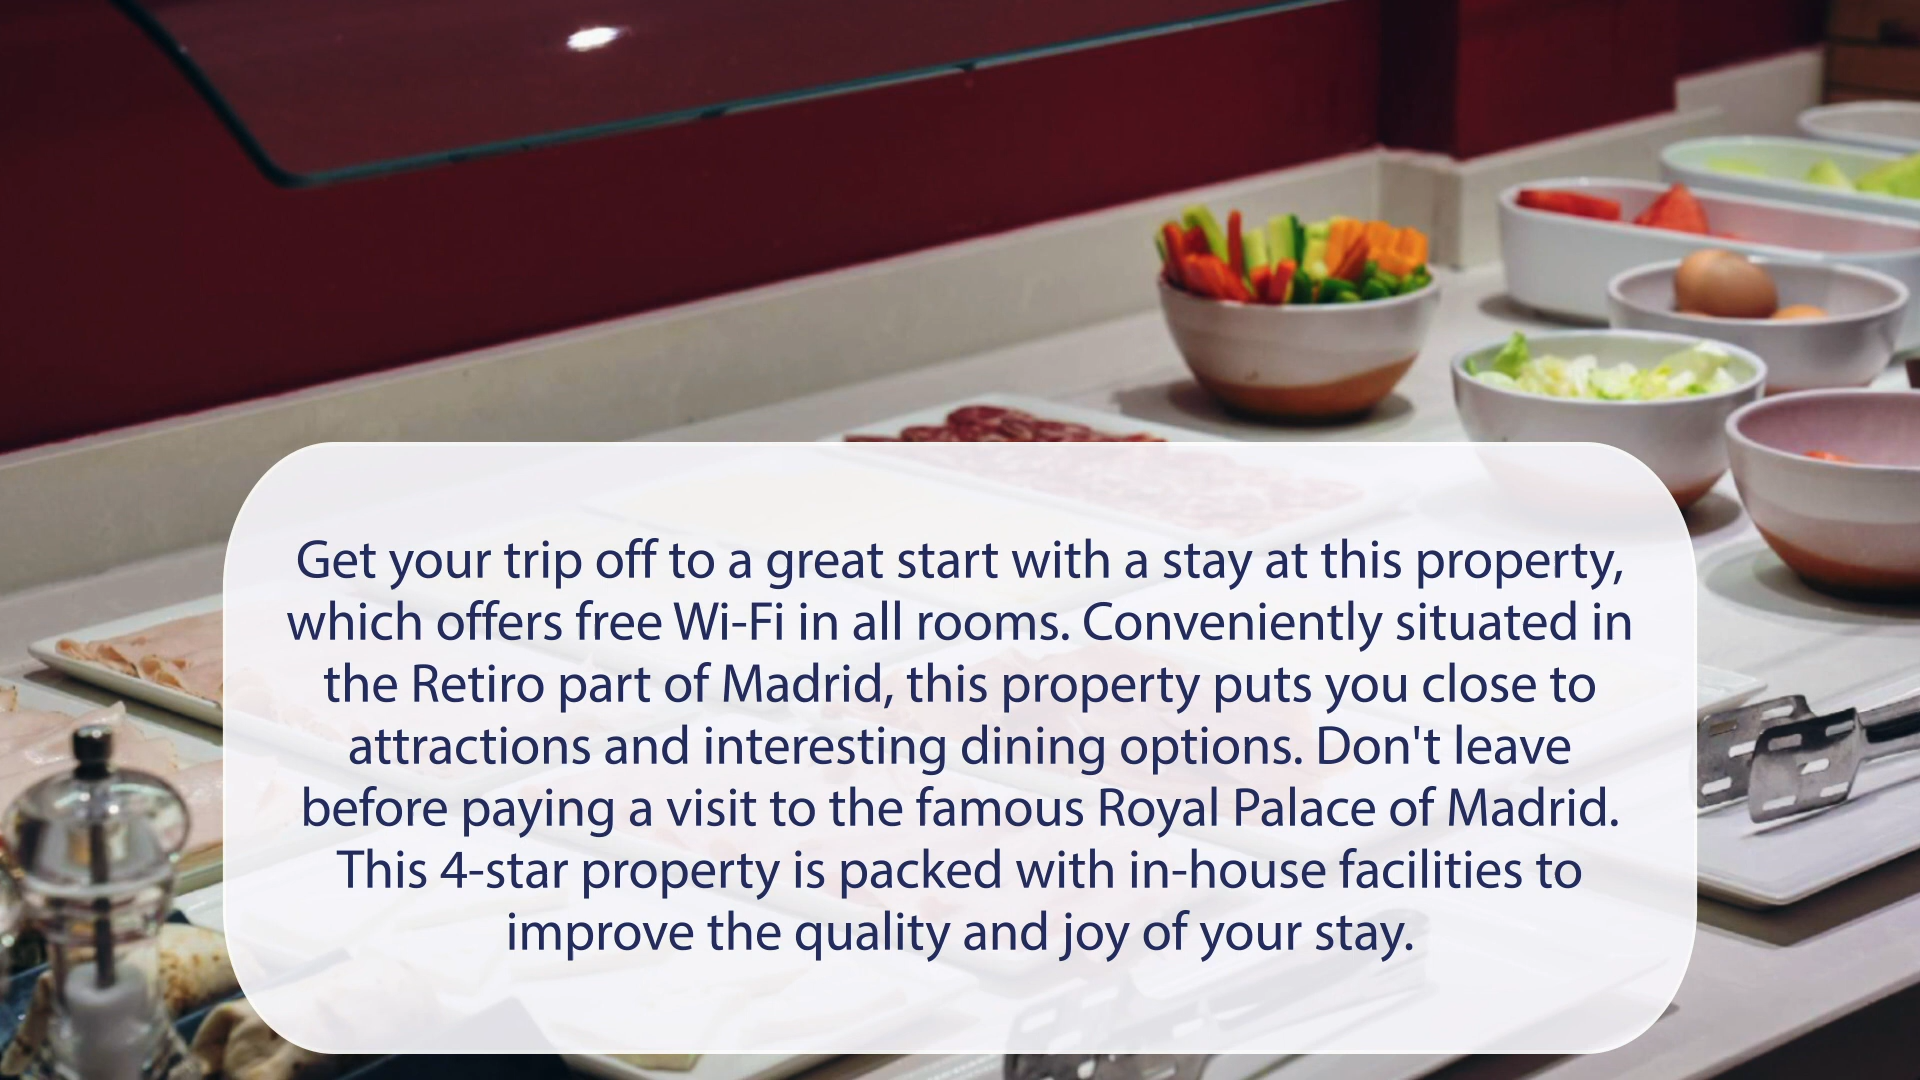 Get your trip off to a great start with a stay at this property,
which offers free Wi-Fi in all rooms. Conveniently situated in
the Retiro part of Madrid, this property puts you close to
attractions and interesting dining options. Don't leave
before paying a visit to the famous Royal Palace of Madrid.
This 4-star property is packed with in-house facilities to
improve the quality and joy of your stay.